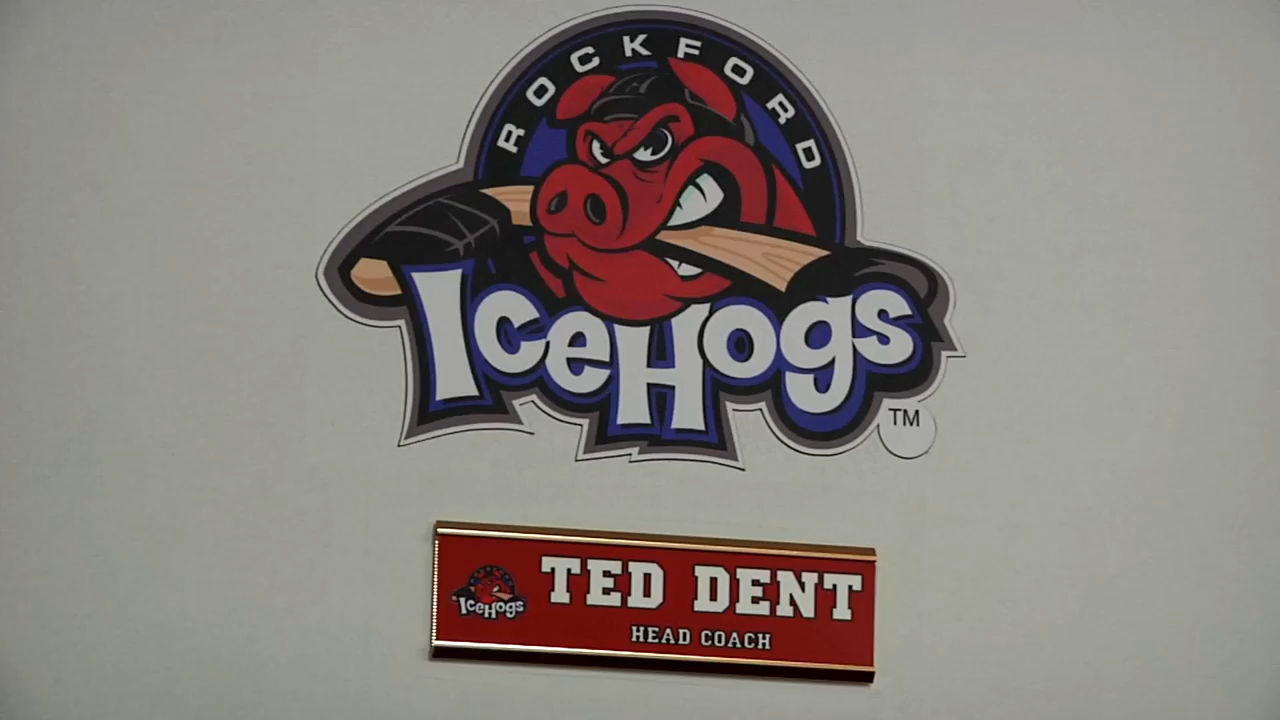 ROCKFORD
ICEHOGS
TM
ICEHOGS
TED DENT
HEAD COACH